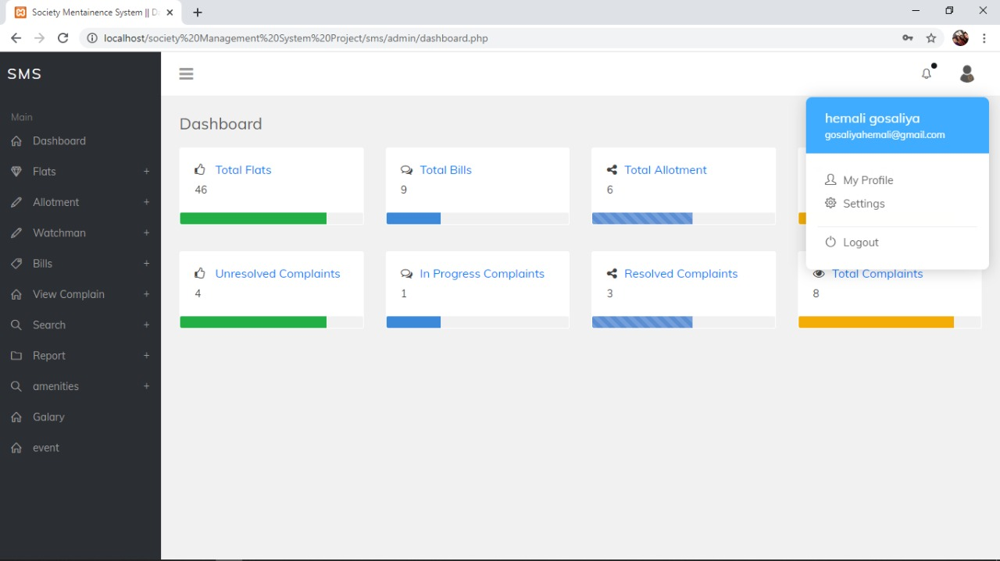 Society Mentainence System || Da
localhost/society%20Management%20System%20Project/sms/admin/dashboard.php
SMS
Main
Dashboard
Flats +
Allotment +
Watchman +
Bills +
View Complain +
Search +
Report +
amenities +
Galary
event
hemali gosaliya
gosaliyahemali@gmail.com
My Profile
Settings
Logout
Dashboard
Total Flats
46
Total Bills
9
Total Allotment
6
Unresolved Complaints
4
In Progress Complaints
1
Resolved Complaints
3
Total Complaints
8